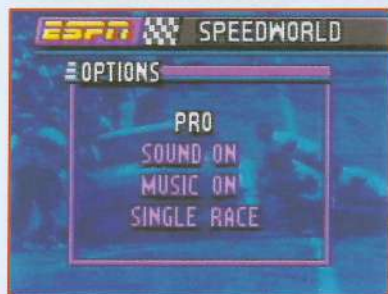 ESPN SPEEDWORLD
OPTIONS
PRO
SOUND ON
MUSIC ON
SINGLE RACE